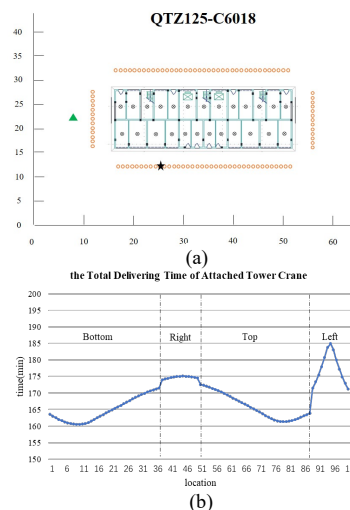 QTZ125-C6018
40
35
30
25
20
15
10
5
0
0 10 20 30 40 50 60
(a)
the Total Delivering Time of Attached Tower Crane
200
195
190
185
180
175
170
165
160
155
150
time(min)
Bottom Right Top Left
1 6 11 16 21 26 31 36 41 46 51 56 61 66 71 76 81 86 91 96 1
location
(b)